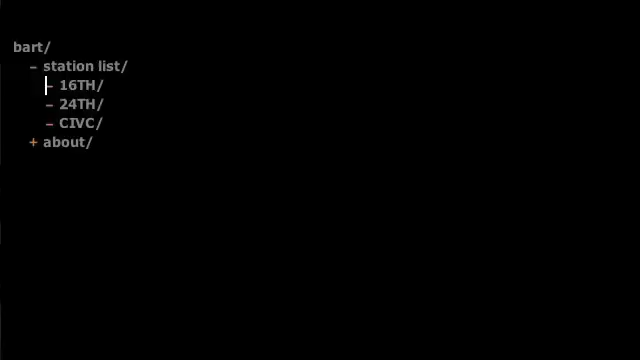 bart/
- station list/
- 16TH/
- 24TH/
- CIVC/
+ about/